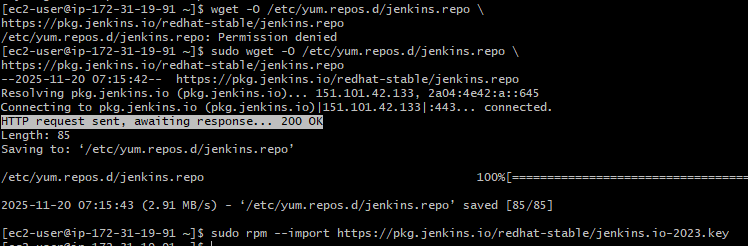 [ec2-user@ip-172-31-19-91 ~]$ wget -O /etc/yum.repos.d/jenkins.repo \
https://pkg.jenkins.io/redhat-stable/jenkins.repo
/etc/yum.repos.d/jenkins.repo: Permission denied
[ec2-user@ip-172-31-19-91 ~]$ sudo wget -O /etc/yum.repos.d/jenkins.repo \
https://pkg.jenkins.io/redhat-stable/jenkins.repo
--2025-11-20 07:15:42--  https://pkg.jenkins.io/redhat-stable/jenkins.repo
Resolving pkg.jenkins.io (pkg.jenkins.io)... 151.101.42.133, 2a04:4e42:a::645
Connecting to pkg.jenkins.io (pkg.jenkins.io)|151.101.42.133|:443... connected.
HTTP request sent, awaiting response... 200 OK
Length: 85
Saving to: ‘/etc/yum.repos.d/jenkins.repo’
/etc/yum.repos.d/jenkins.repo 100%[===================================
2025-11-20 07:15:43 (2.91 MB/s) - ‘/etc/yum.repos.d/jenkins.repo’ saved [85/85]
[ec2-user@ip-172-31-19-91 ~]$ sudo rpm --import https://pkg.jenkins.io/redhat-stable/jenkins.io-2023.key
[ec2-user@ip-172-31-19-91 ~]$